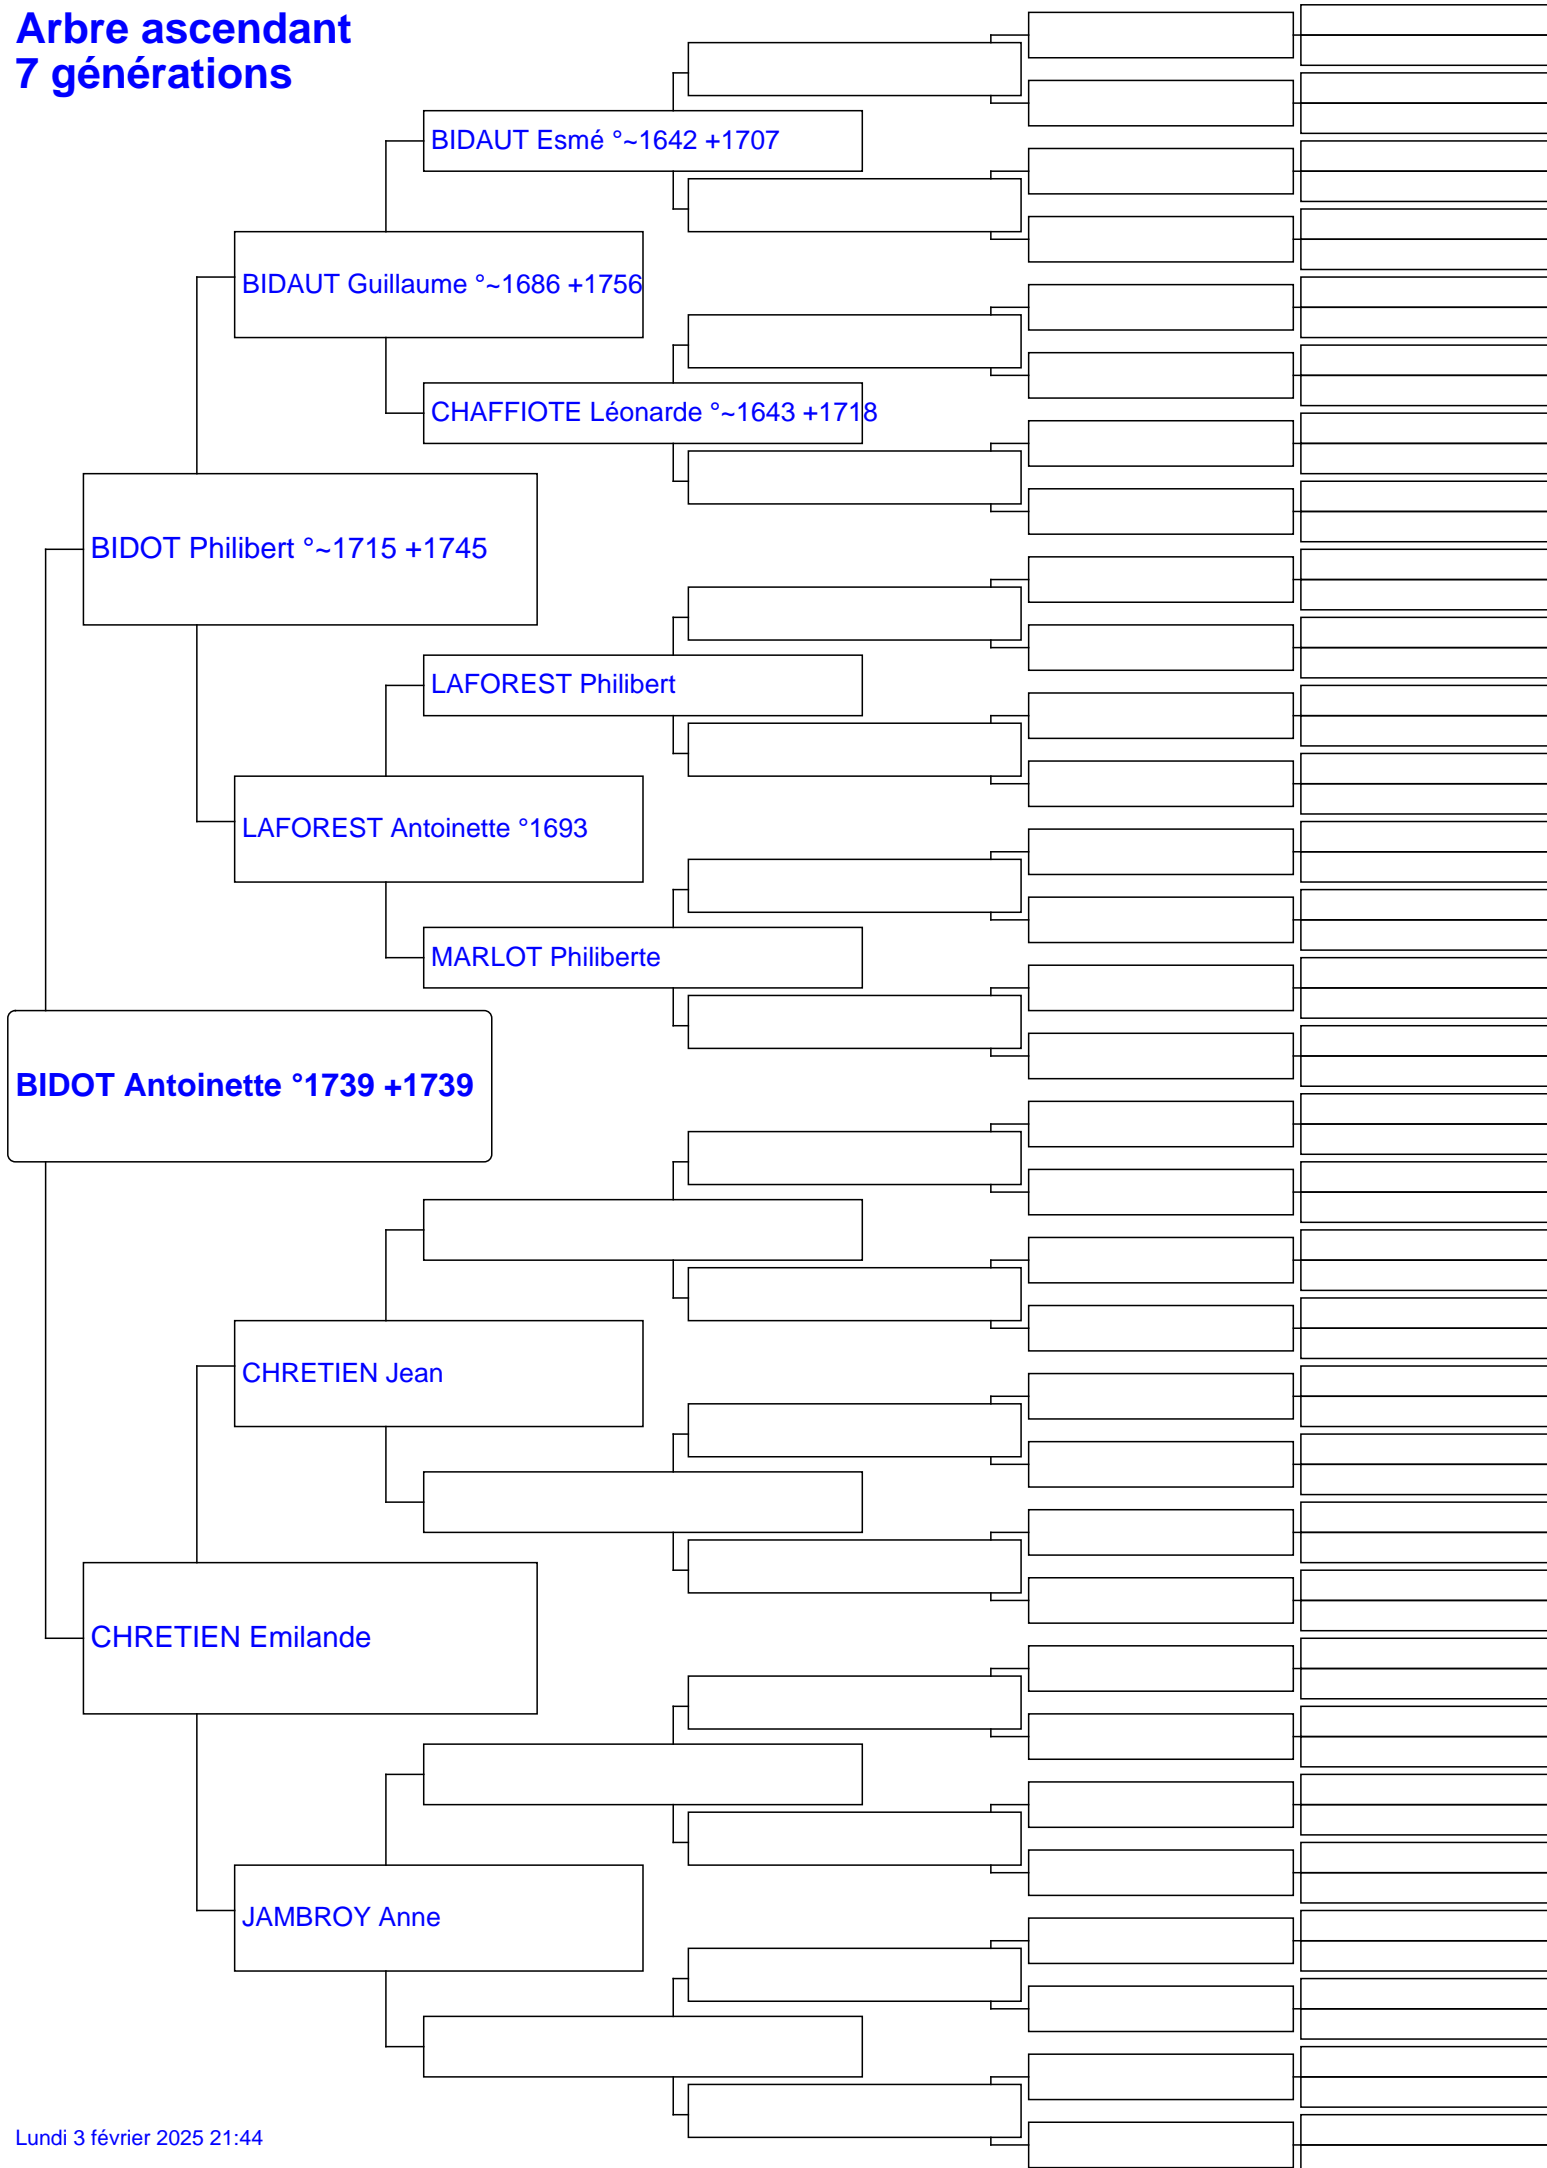 Arbre ascendant
7 générations
BIDAUT Esmé °~1642 +1707
BIDAUT Guillaume °~1686 +1756
CHAFFIOTE Léonarde °~1643 +1718
BIDOT Philibert °~1715 +1745
LAFOREST Philibert
LAFOREST Antoinette °1693
MARLOT Philiberte
BIDOT Antoinette °1739 +1739
CHRETIEN Jean
CHRETIEN Emilande
JAMBROY Anne
Lundi 3 février 2025 21:44